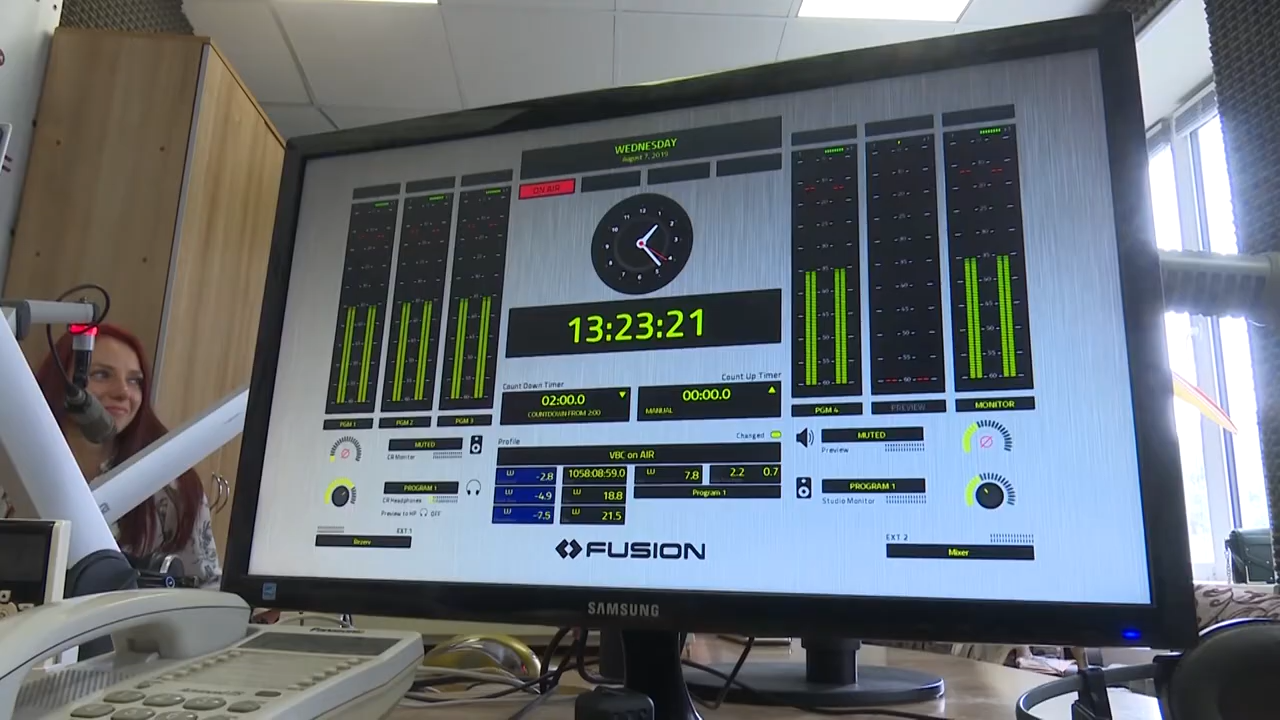 WEDNESDAY
August 7, 2019
ON AIR
13:23:21
Count Down Timer
Count Up Timer
02:00.0
COUNTDOWN FROM 2:00
00:00.0
MANUAL
PGM 1
PGM 2
PGM 3
PGM 4
PREVIEW
MONITOR
MUTED
CR Monitor
PROGRAM 1
CR Headphones
Preview to HP
OFF
EXT 1
Profile
Changed
VBC on AIR
-2.8
1058:08:59.0
7.8
2.2
0.7
-4.9
18.8
Program 1
-7.5
21.5
MUTED
Preview
PROGRAM 1
Studio Monitor
EXT 2
Mixer
FUSION
SAMSUNG
Panasonic